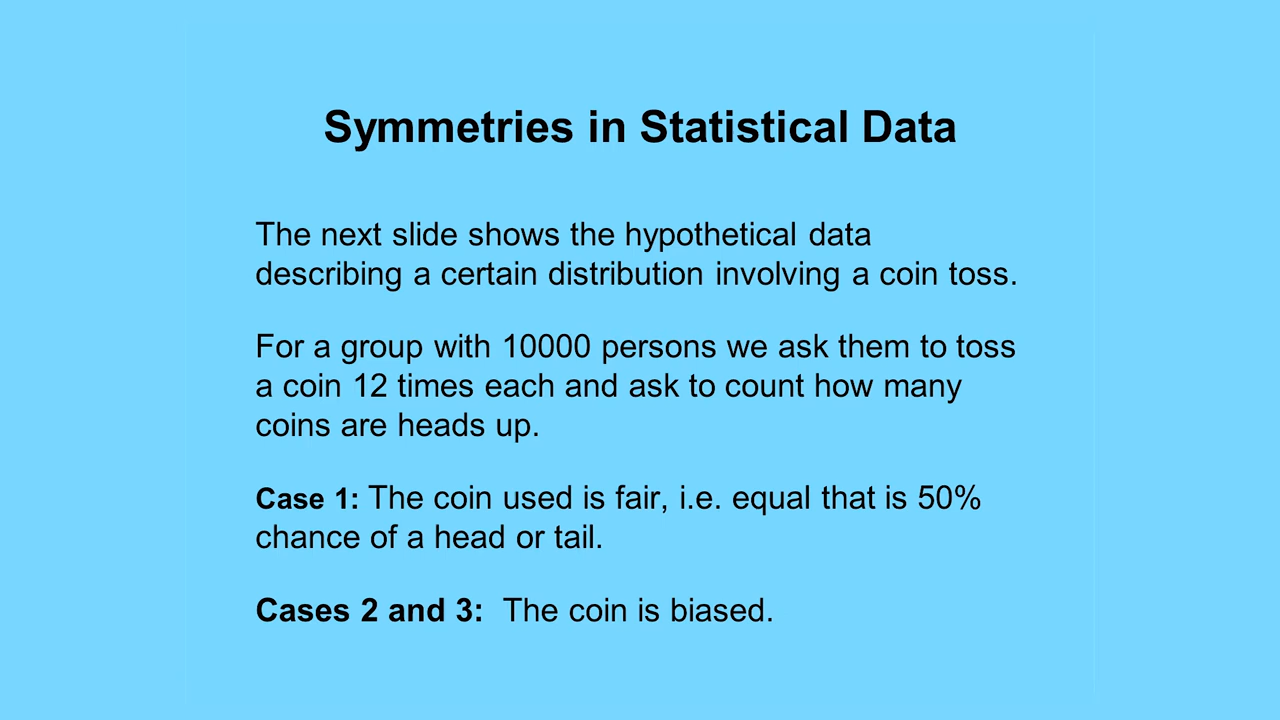 Symmetries in Statistical Data
The next slide shows the hypothetical data
describing a certain distribution involving a coin toss.
For a group with 10000 persons we ask them to toss
a coin 12 times each and ask to count how many
coins are heads up.
Case 1: The coin used is fair, i.e. equal that is 50%
chance of a head or tail.
Cases 2 and 3: The coin is biased.